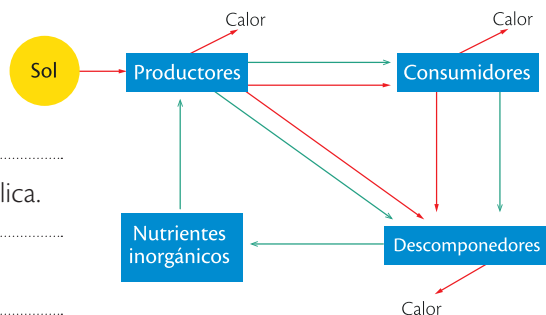 Calor
Calor
Sol
Productores
Consumidores
lica.
Nutrientes
inorgánicos
Descomponedores
Calor